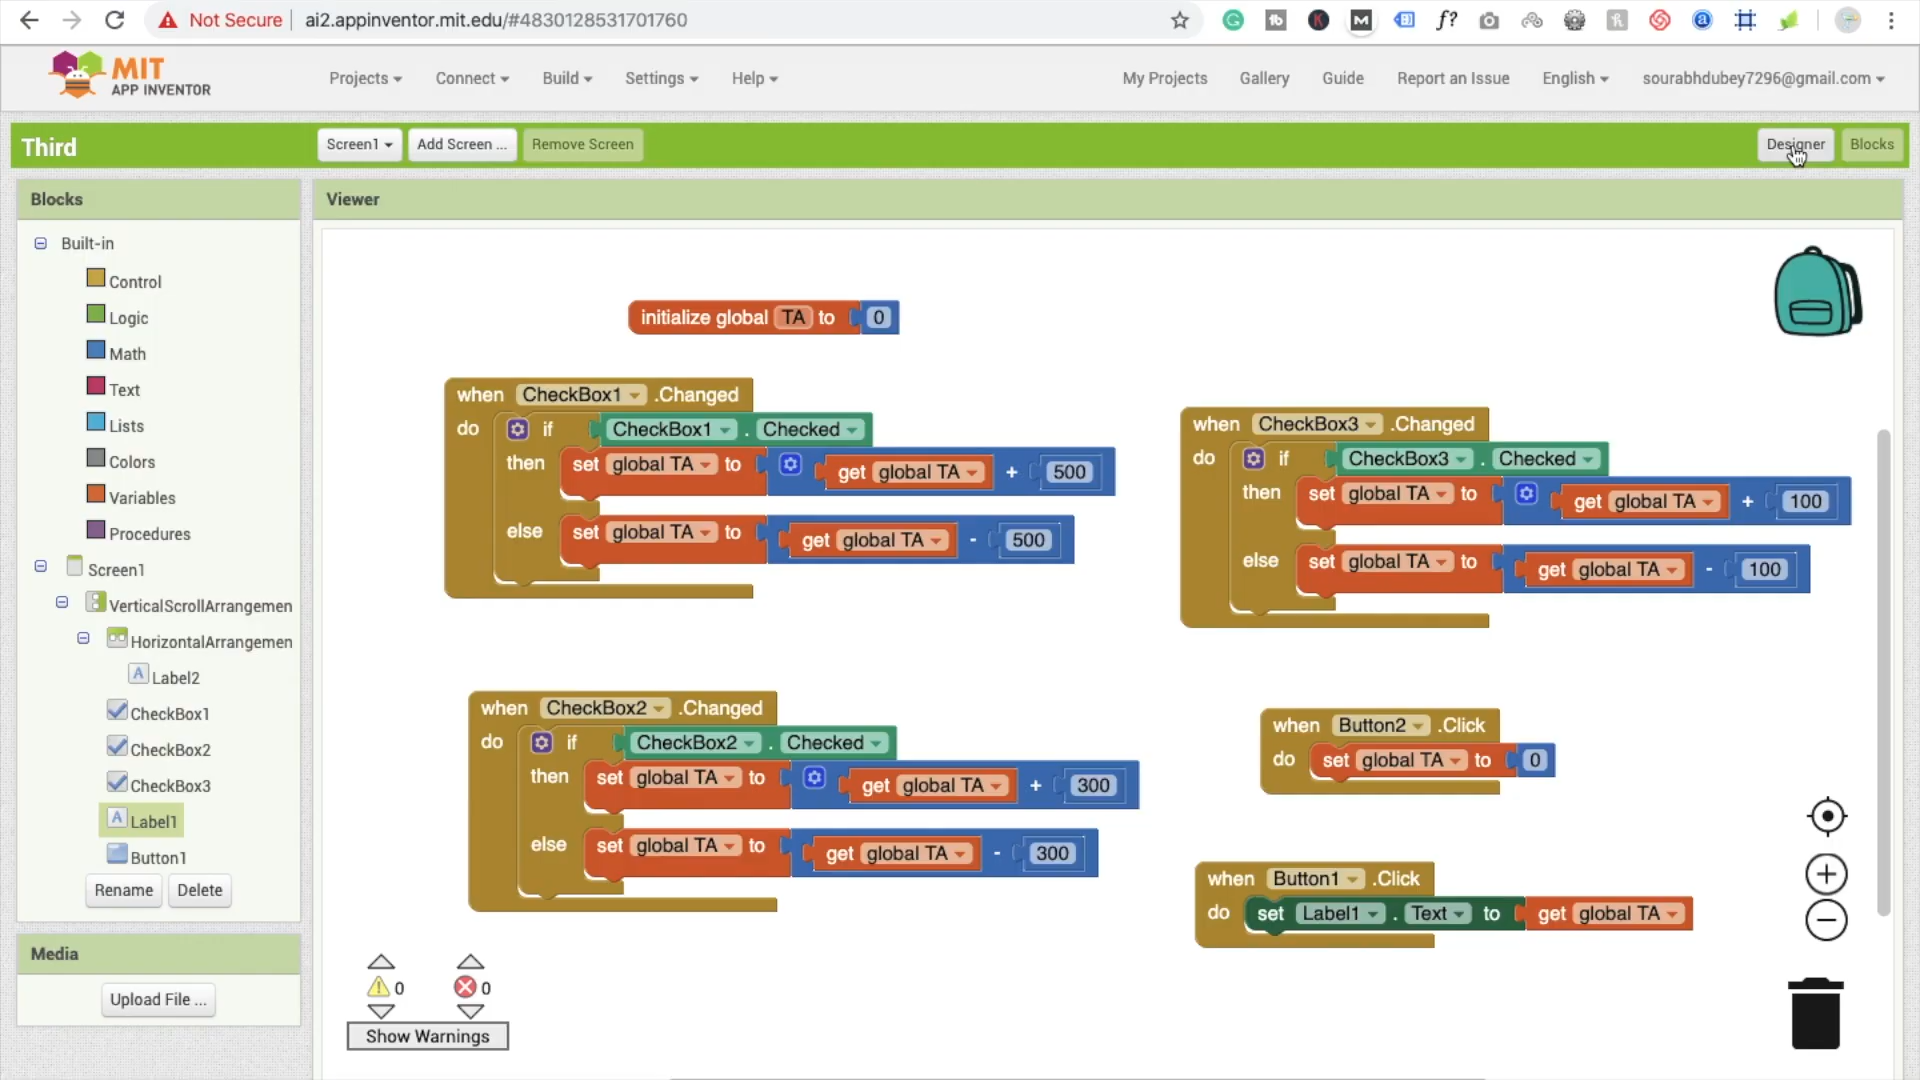 Not Secure ai2.appinventor.mit.edu/#4830128531701760
MIT
APP INVENTOR
Projects Connect Build Settings Help My Projects Gallery Guide Report an Issue English sourabhdubey7296@gmail.com
Third Screen1 Add Screen ... Remove Screen Designer Blocks
Blocks
Viewer
Built-in
Control
Logic
Math
Text
Lists
Colors
Variables
Procedures
Screen1
VerticalScrollArrangemen
HorizontalArrangemen
Label2
CheckBox1
CheckBox2
CheckBox3
Label1
Button1
Rename Delete
Media
Upload File ...
initialize global TA to 0
when CheckBox1 .Changed
do if CheckBox1 . Checked
then set global TA to get global TA + 500
else set global TA to get global TA - 500
when CheckBox3 .Changed
do if CheckBox3 . Checked
then set global TA to get global TA + 100
else set global TA to get global TA - 100
when CheckBox2 .Changed
do if CheckBox2 . Checked
then set global TA to get global TA + 300
else set global TA to get global TA - 300
when Button2 .Click
do set global TA to 0
when Button1 .Click
do set Label1 . Text to get global TA
0 0
Show Warnings